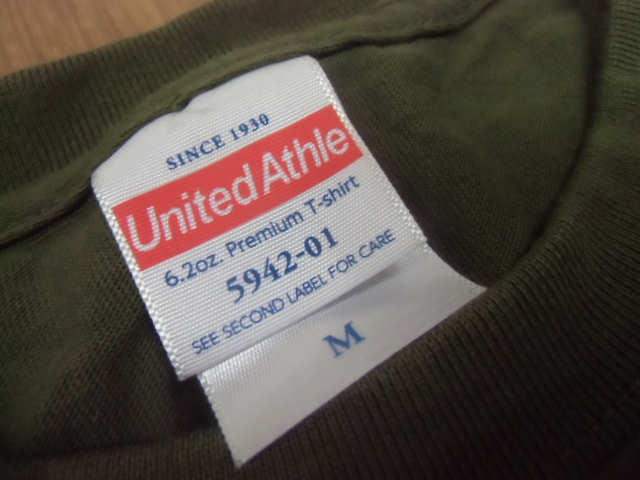 SINCE 1930
UnitedAthle
6.2oz. Premium T-shirt
5942-01
SEE SECOND LABEL FOR CARE
M